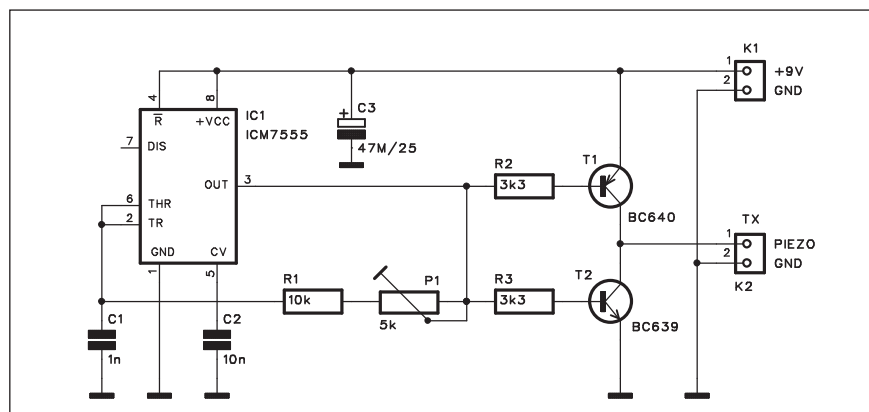 K1
1
+9V
2
GND
4
8
R
+VCC
IC1
ICM7555
C3
+
47M/25
7
DIS
R2
T1
OUT
3
3k3
6
THR
2
TR
BC640
TX
1
PIEZO
2
GND
K2
GND
CV
1
5
R1
P1
R3
T2
10k
3k3
5k
C1
C2
BC639
1n
10n